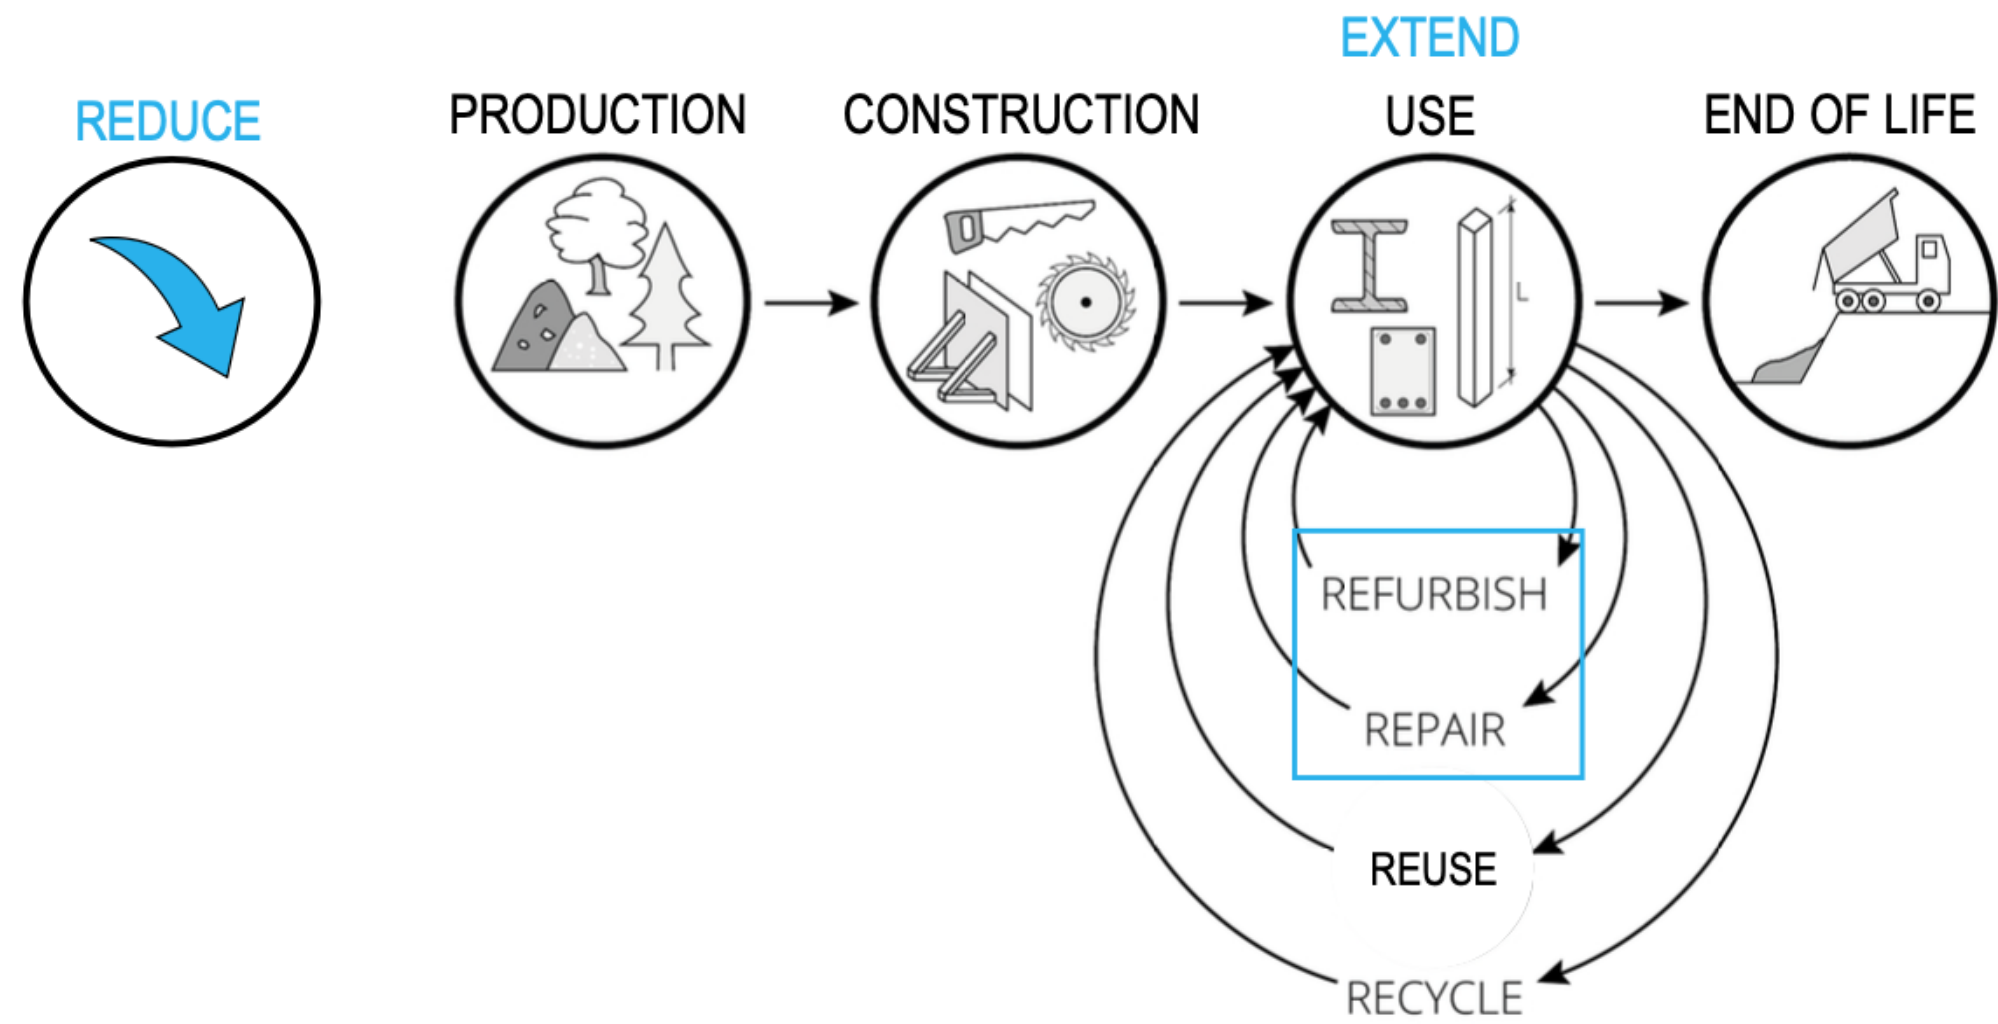 EXTEND
REDUCE
PRODUCTION
CONSTRUCTION
USE
END OF LIFE
L
REFURBISH
REPAIR
REUSE
RECYCLE